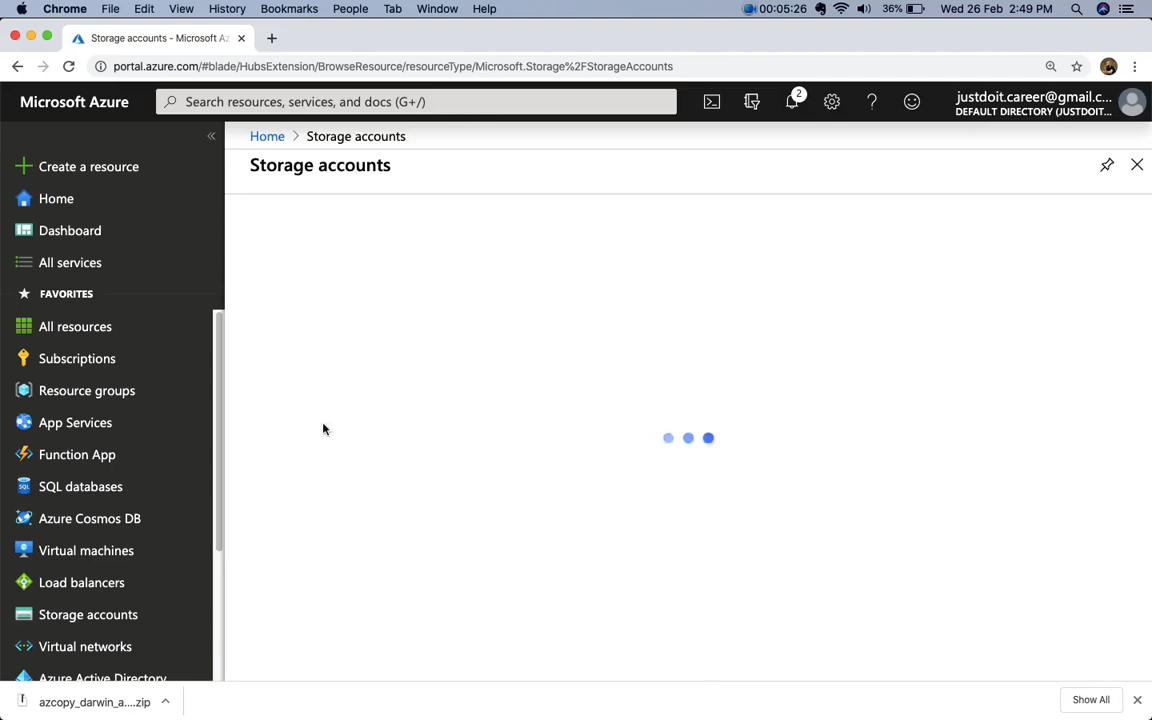 Chrome File Edit View History Bookmarks People Tab Window Help 00:05:26 36% Wed 26 Feb 2:49 PM
Storage accounts - Microsoft Az
portal.azure.com/#blade/HubsExtension/BrowseResource/resourceType/Microsoft.Storage%2FStorageAccounts
Microsoft Azure Search resources, services, and docs (G+/) 2 justdoit.career@gmail.c...
DEFAULT DIRECTORY (JUSTDOIT...
Home > Storage accounts
Storage accounts
Create a resource
Home
Dashboard
All services
FAVORITES
All resources
Subscriptions
Resource groups
App Services
Function App
SQL databases
Azure Cosmos DB
Virtual machines
Load balancers
Storage accounts
Virtual networks
Azure Active Directory
azcopy_darwin_a....zip Show All